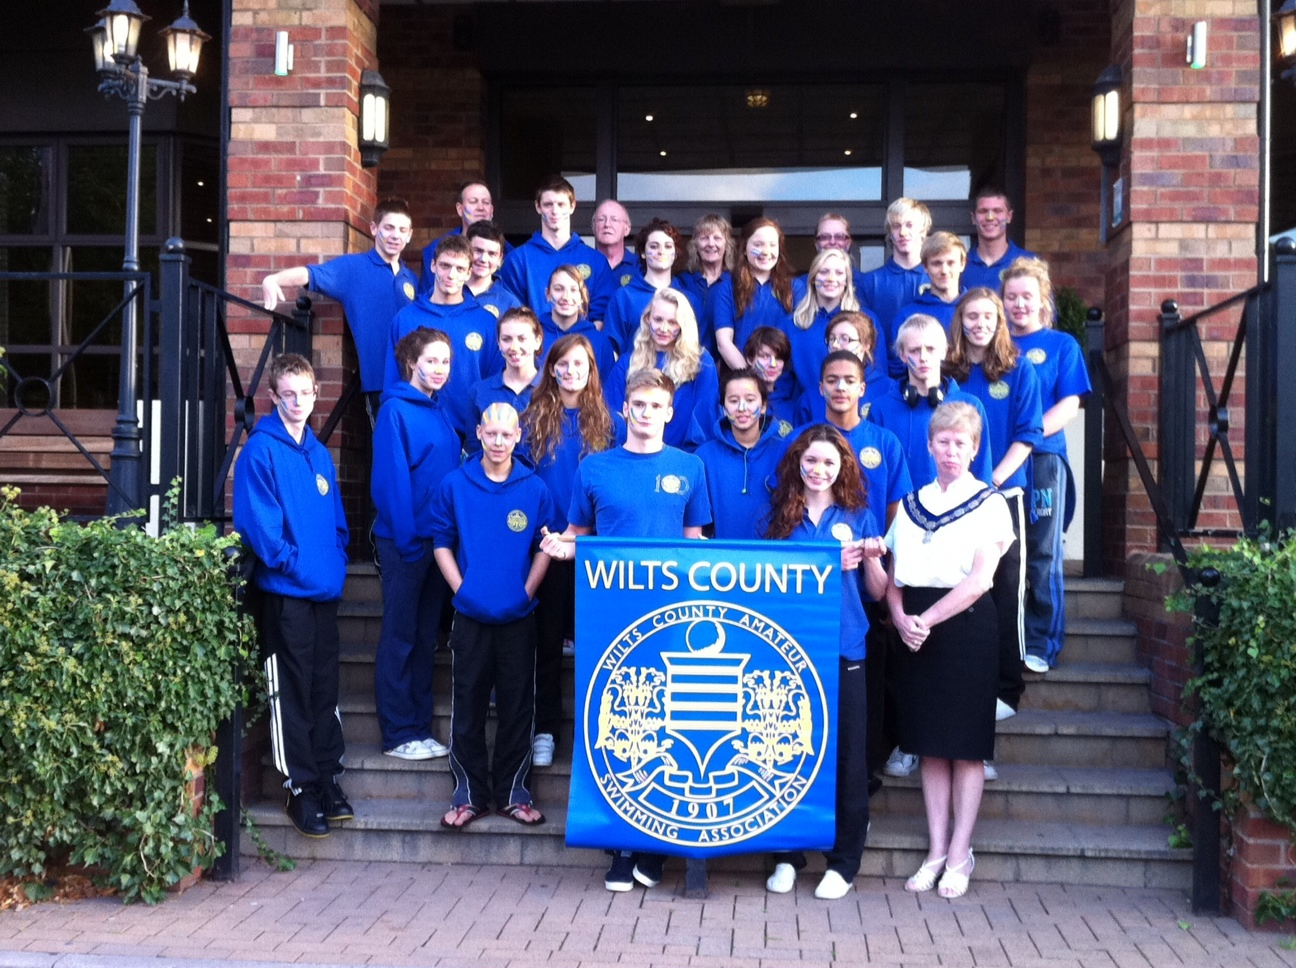 WILTS COUNTY
WILTS COUNTY AMATEUR
1907
SWIMMING ASSOCIATION